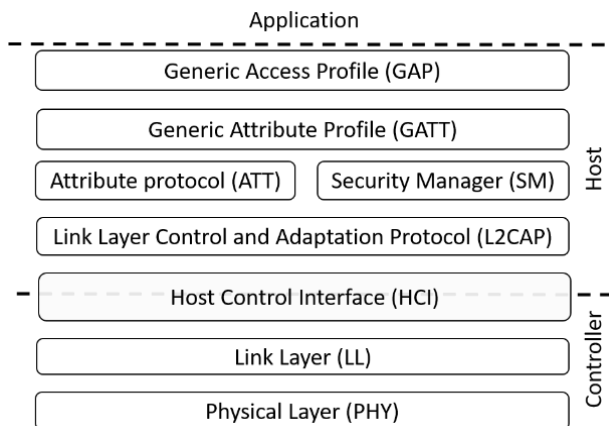 Application
Generic Access Profile (GAP)
Generic Attribute Profile (GATT)
Attribute protocol (ATT)
Security Manager (SM)
Host
Link Layer Control and Adaptation Protocol (L2CAP)
Host Control Interface (HCI)
Link Layer (LL)
Controller
Physical Layer (PHY)